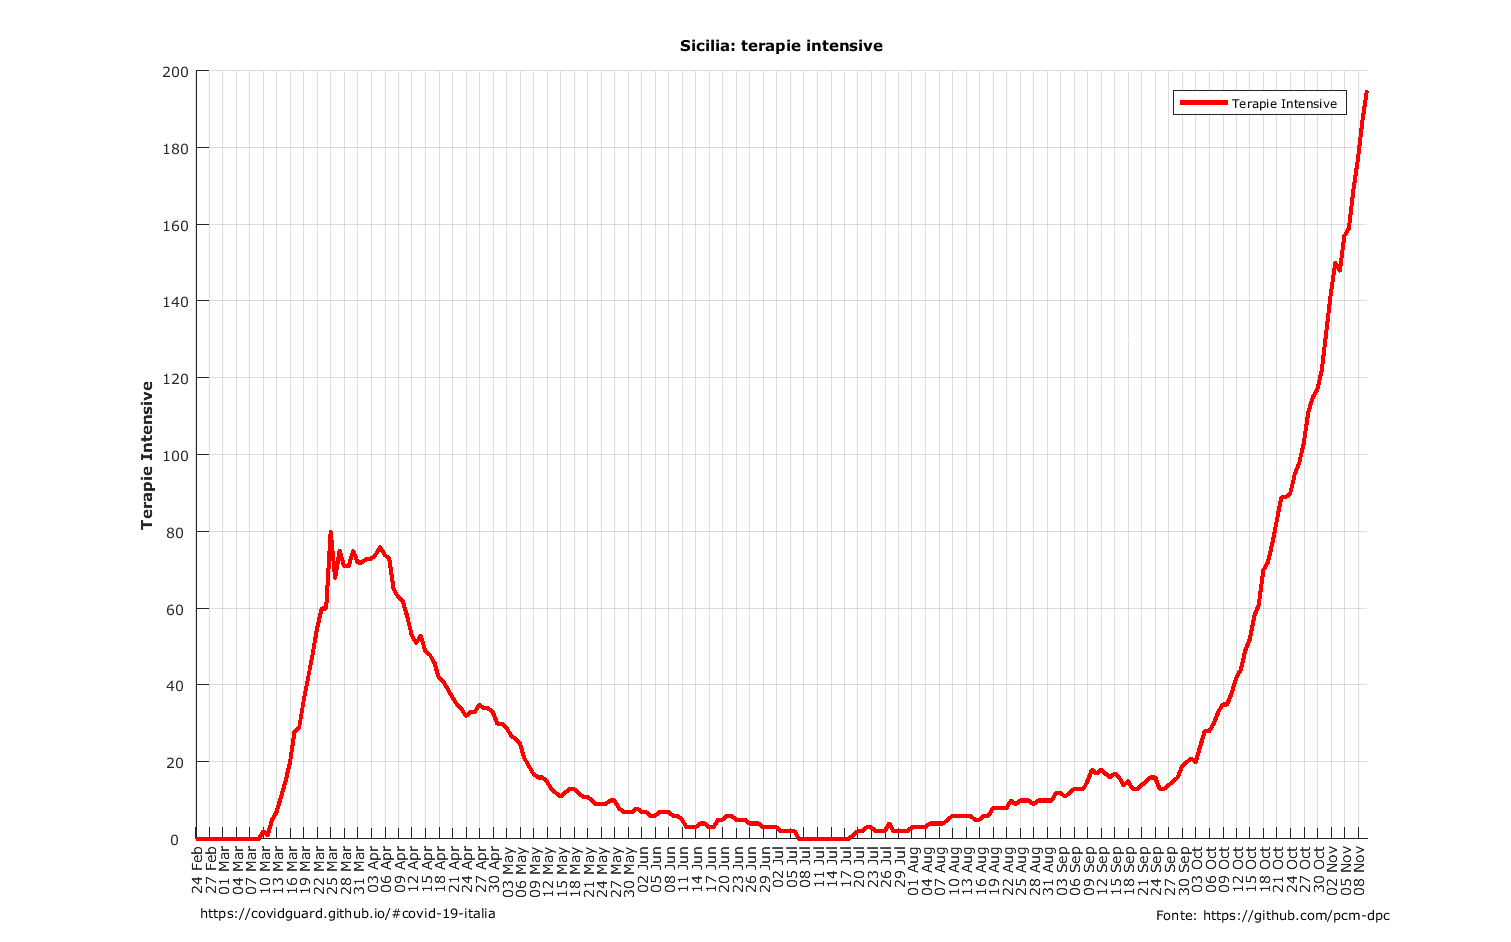 Sicilia: terapie intensive
Terapie Intensive
Terapie Intensive
200
180
160
140
120
100
80
60
40
20
0
24 Feb
27 Feb
01 Mar
04 Mar
07 Mar
10 Mar
13 Mar
16 Mar
19 Mar
22 Mar
25 Mar
28 Mar
31 Mar
03 Apr
06 Apr
09 Apr
12 Apr
15 Apr
18 Apr
21 Apr
24 Apr
27 Apr
30 Apr
03 May
06 May
09 May
12 May
15 May
18 May
21 May
24 May
27 May
30 May
02 Jun
05 Jun
08 Jun
11 Jun
14 Jun
17 Jun
20 Jun
23 Jun
26 Jun
29 Jun
02 Jul
05 Jul
08 Jul
11 Jul
14 Jul
17 Jul
20 Jul
23 Jul
26 Jul
29 Jul
01 Aug
04 Aug
07 Aug
10 Aug
13 Aug
16 Aug
19 Aug
22 Aug
25 Aug
28 Aug
31 Aug
03 Sep
06 Sep
09 Sep
12 Sep
15 Sep
18 Sep
21 Sep
24 Sep
27 Sep
30 Sep
03 Oct
06 Oct
09 Oct
12 Oct
15 Oct
18 Oct
21 Oct
24 Oct
27 Oct
30 Oct
02 Nov
05 Nov
08 Nov
https://covidguard.github.io/#covid-19-italia
Fonte: https://github.com/pcm-dpc